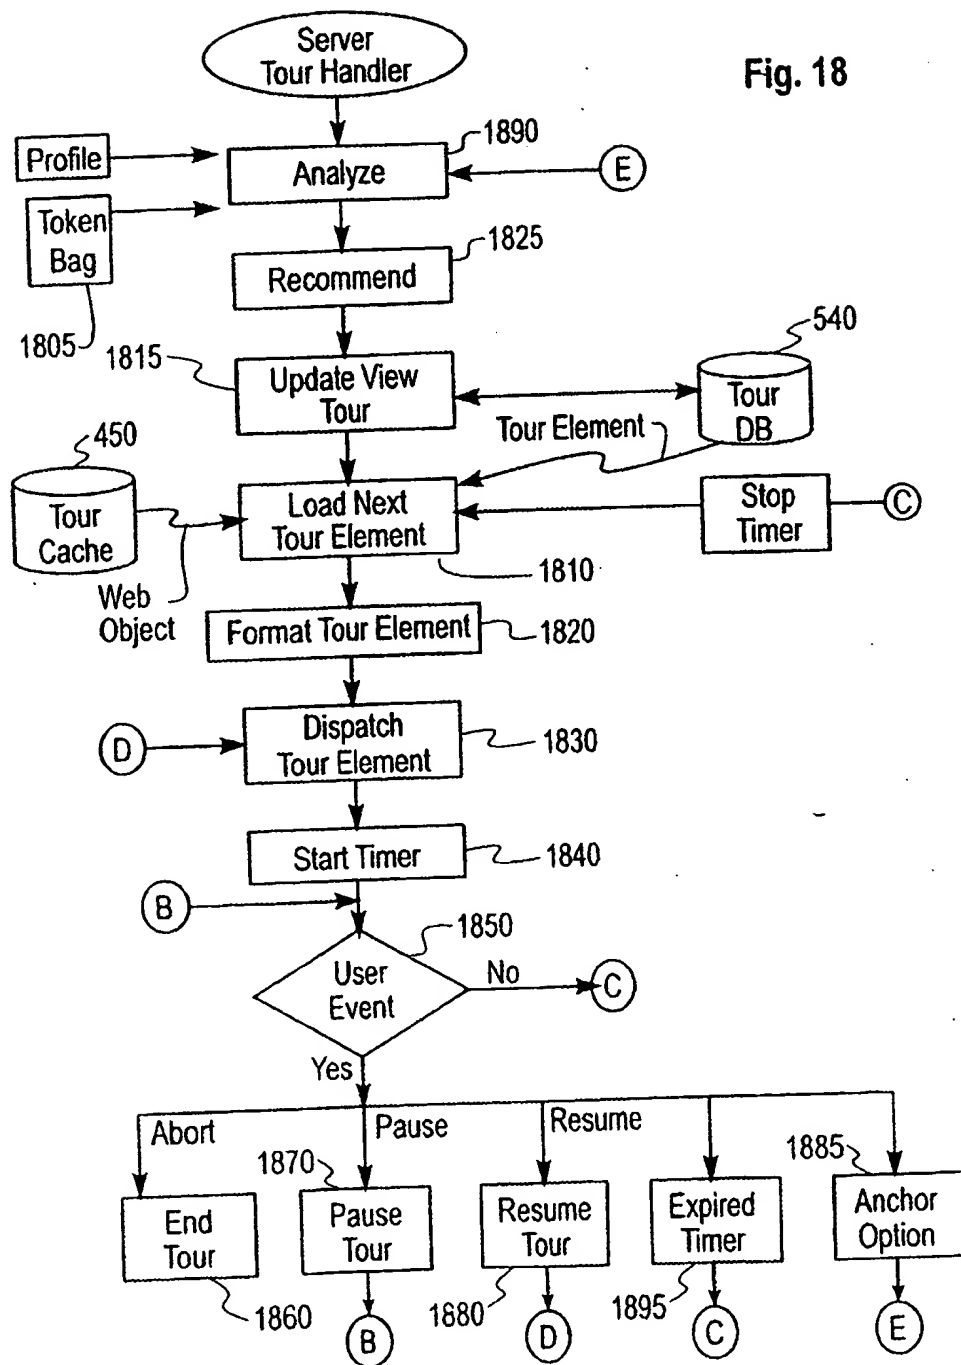 Server
Tour Handler
Fig. 18
1890
Profile
Analyze
E
Token
Bag
1825
Recommend
1805
1815
540
Update View
Tour
Tour
DB
Tour Element
450
Tour
Cache
Load Next
Tour Element
Stop
Timer
C
1810
Web
Object
Format Tour Element
1820
D
Dispatch
Tour Element
1830
Start Timer
1840
B
1850
User
Event
No
C
Yes
Abort
Pause
Resume
1870
1885
End
Tour
Pause
Tour
Resume
Tour
Expired
Timer
Anchor
Option
1860
1880
1895
B
D
C
E